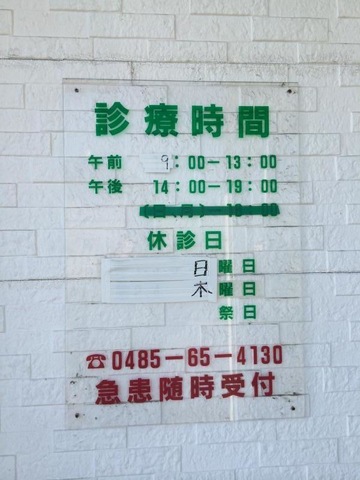 診療時間
午前 9:00－13:00
午後 14:00－19:00
休診日
日曜日
木曜日
祭日
☎0485－65－4130
急患随時受付